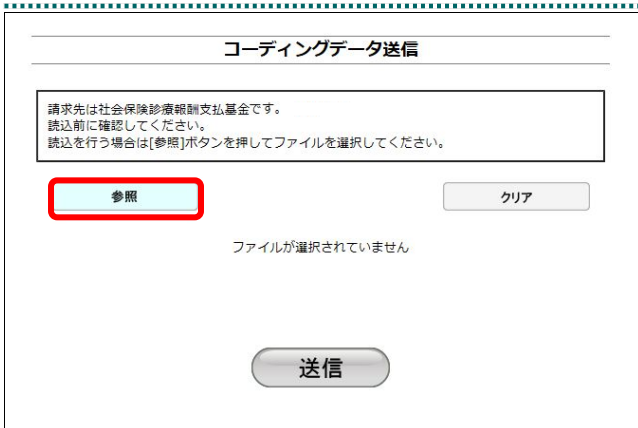 コーディングデータ送信
請求先は社会保険診療報酬支払基金です。
読込前に確認してください。
読込を行う場合は[参照]ボタンを押してファイルを選択してください。
参照
クリア
ファイルが選択されていません
送信